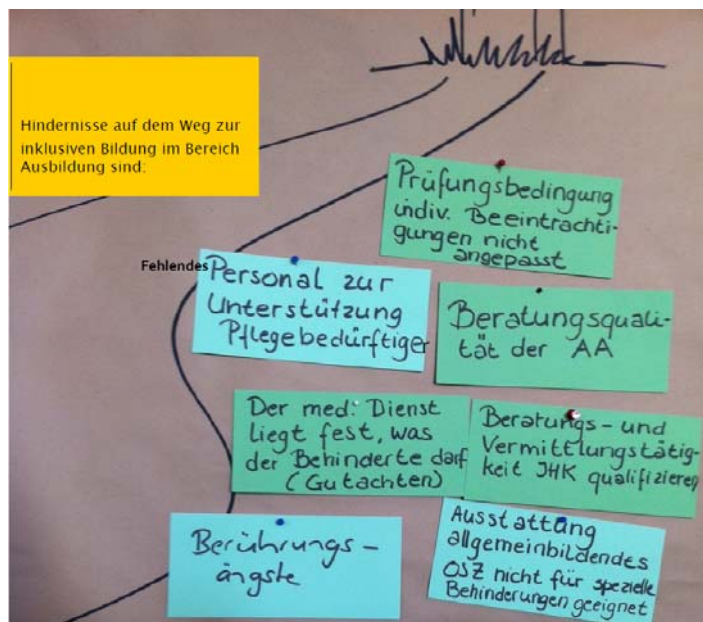 Hindernisse auf dem Weg zur
inklusiven Bildung im Bereich
Ausbildung sind:
Prüfungsbedingung
indiv. Beeintrachti-
gungen nicht
angepasst
Fehlendes Personal zur
Unterstützung
Pflegebedürftiger
Beratungsquali-
tät der AA
Der med. Dienst
liegt fest, was
der Behinderte darf
(Gutachten)
Beratungs- und
Vermittlungstätig-
keit IHK qualifizieren
Berührungs-
ängste
Ausstattung
allgemeinbildendes
OSZ nicht für spezielle
Behinderungen geeignet